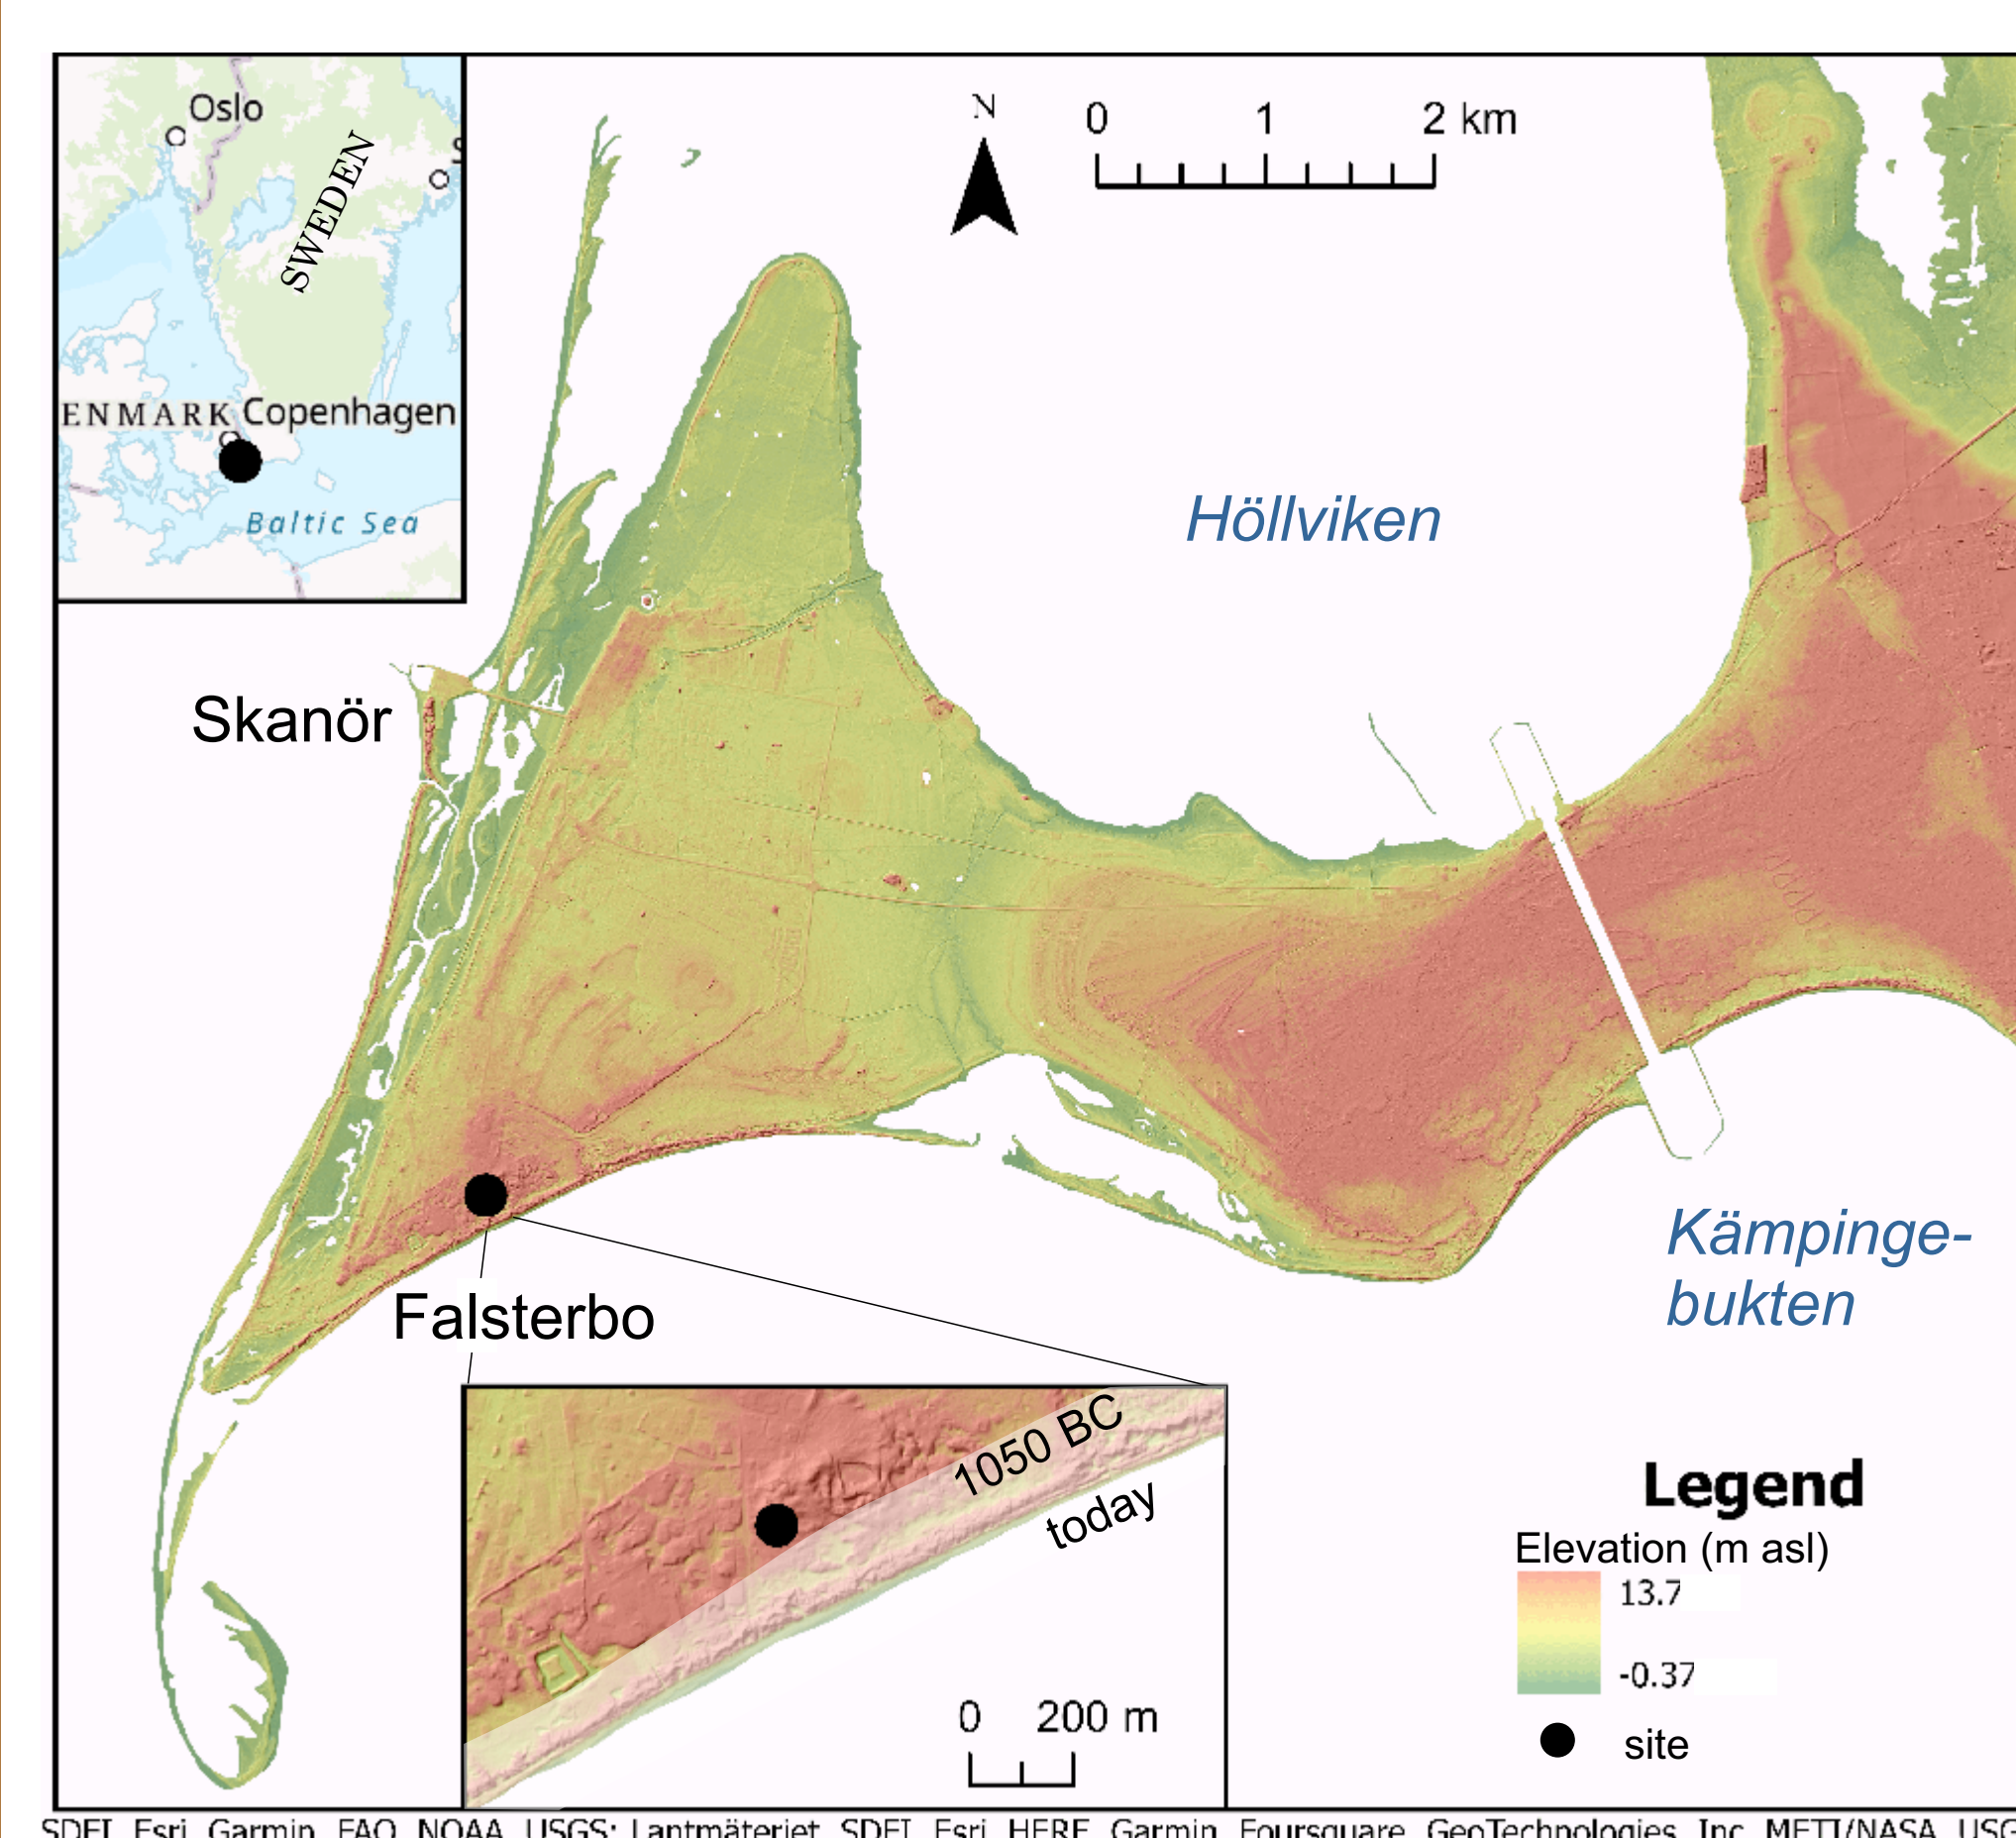 Oslo
SWEDEN
ENMARK
Copenhagen
Baltic Sea
N
0 1 2 km
Höllviken
Skanör
Falsterbo
Kämpinge-
bukten
1050 BC
today
0 200 m
Legend
Elevation (m asl)
13.7
-0.37
site
SDFI, Esri, Garmin, FAO, NOAA, USGS; Lantmäteriet, SDFI, Esri, HERE, Garmin, Foursquare, GeoTechnologies, Inc, METI/NASA, USG